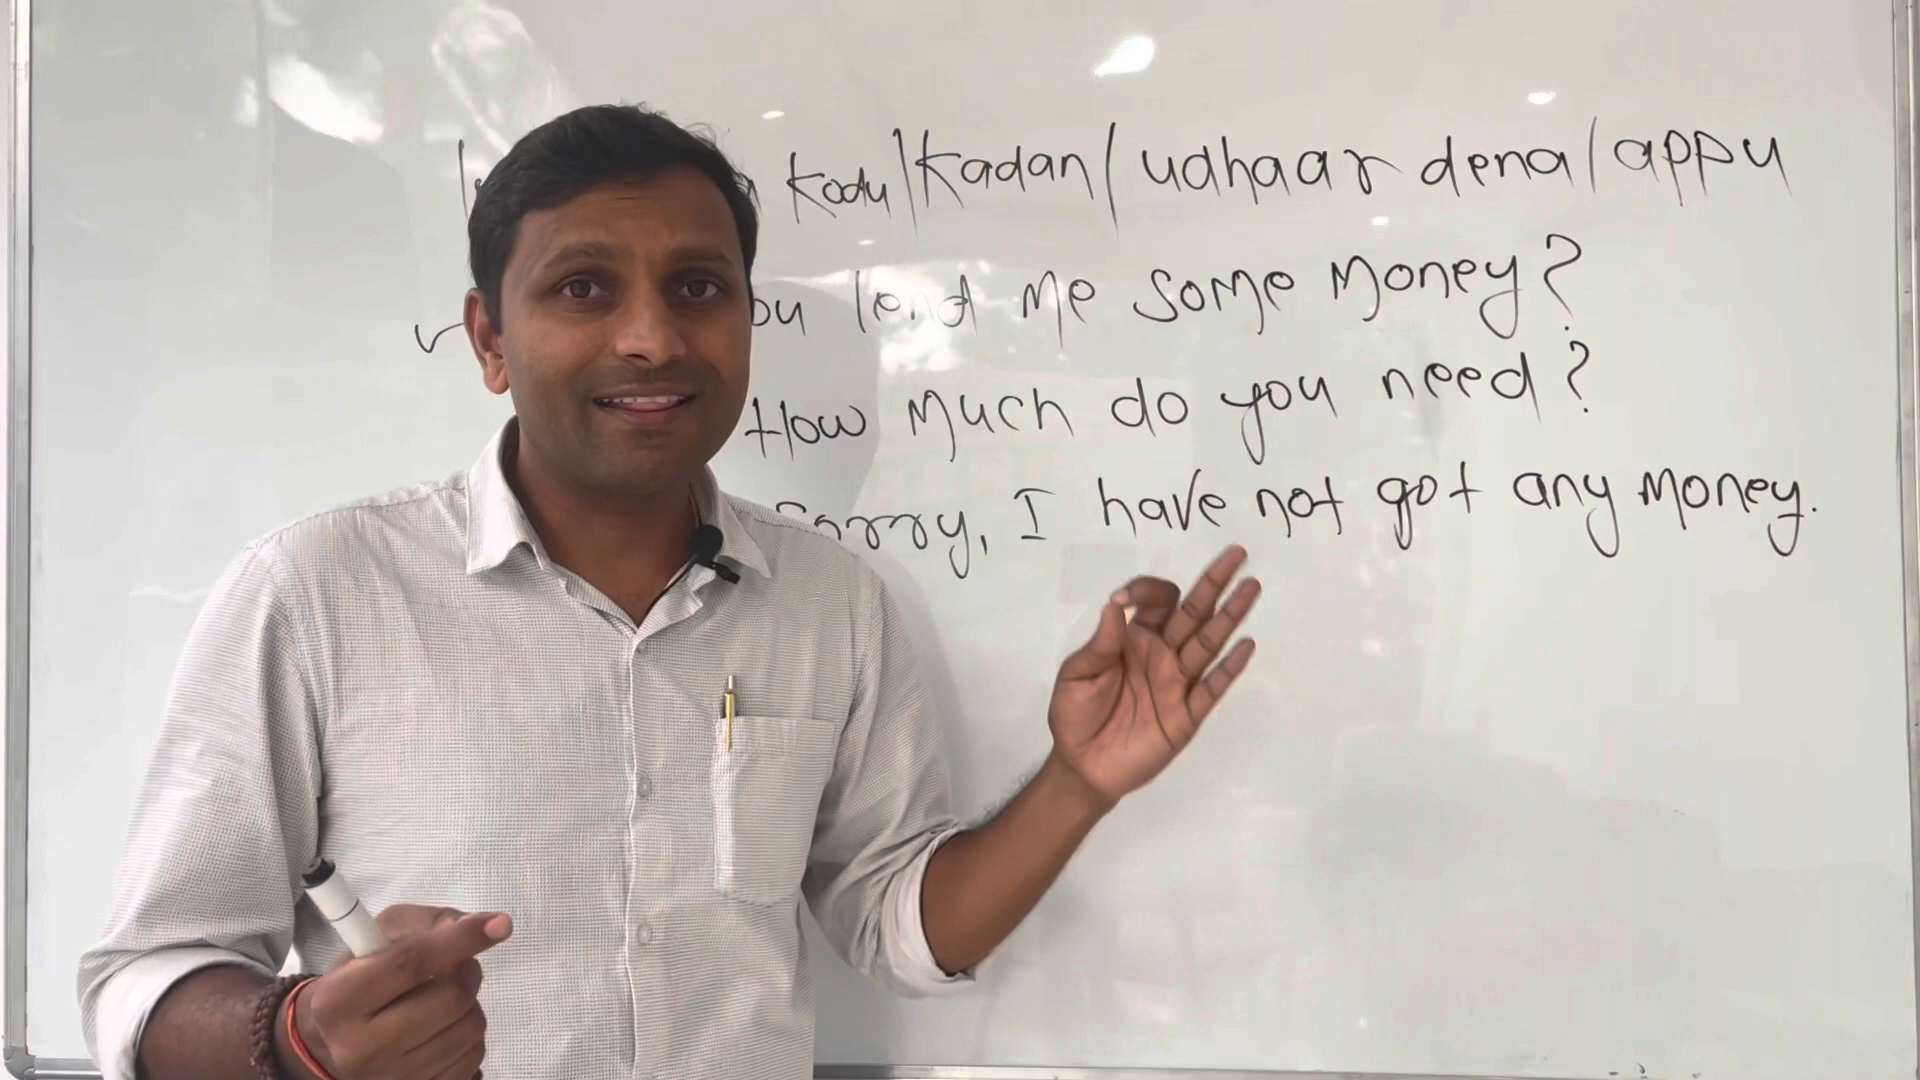 Kodu/Kadan/udhaar dena/appu
lend me some money?
How much do you need?
Sorry, I have not got any money.